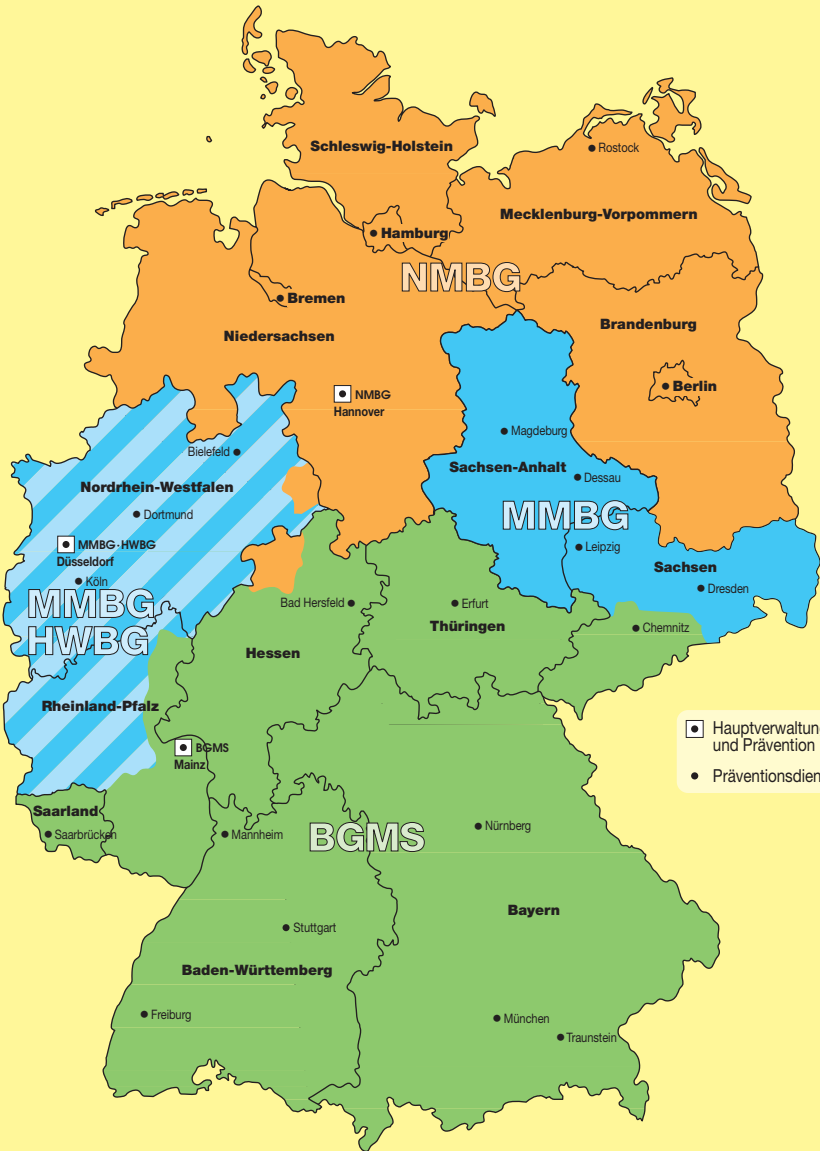 Schleswig-Holstein
Rostock
Mecklenburg-Vorpommern
Hamburg
NMBG
Bremen
Brandenburg
Niedersachsen
Berlin
NMBG
Hannover
Magdeburg
Bielefeld
Sachsen-Anhalt
Dessau
Nordrhein-Westfalen
Dortmund
MMBG
MMBG·HWBG
Düsseldorf
Leipzig
Sachsen
Köln
Dresden
MMBG
HWBG
Bad Hersfeld
Erfurt
Thüringen
Chemnitz
Hessen
Rheinland-Pfalz
Hauptverwaltun
und Prävention
BGMS
Mainz
Präventionsdien
Saarland
Saarbrücken
Mannheim
BGMS
Nürnberg
Bayern
Stuttgart
Baden-Württemberg
Freiburg
München
Traunstein